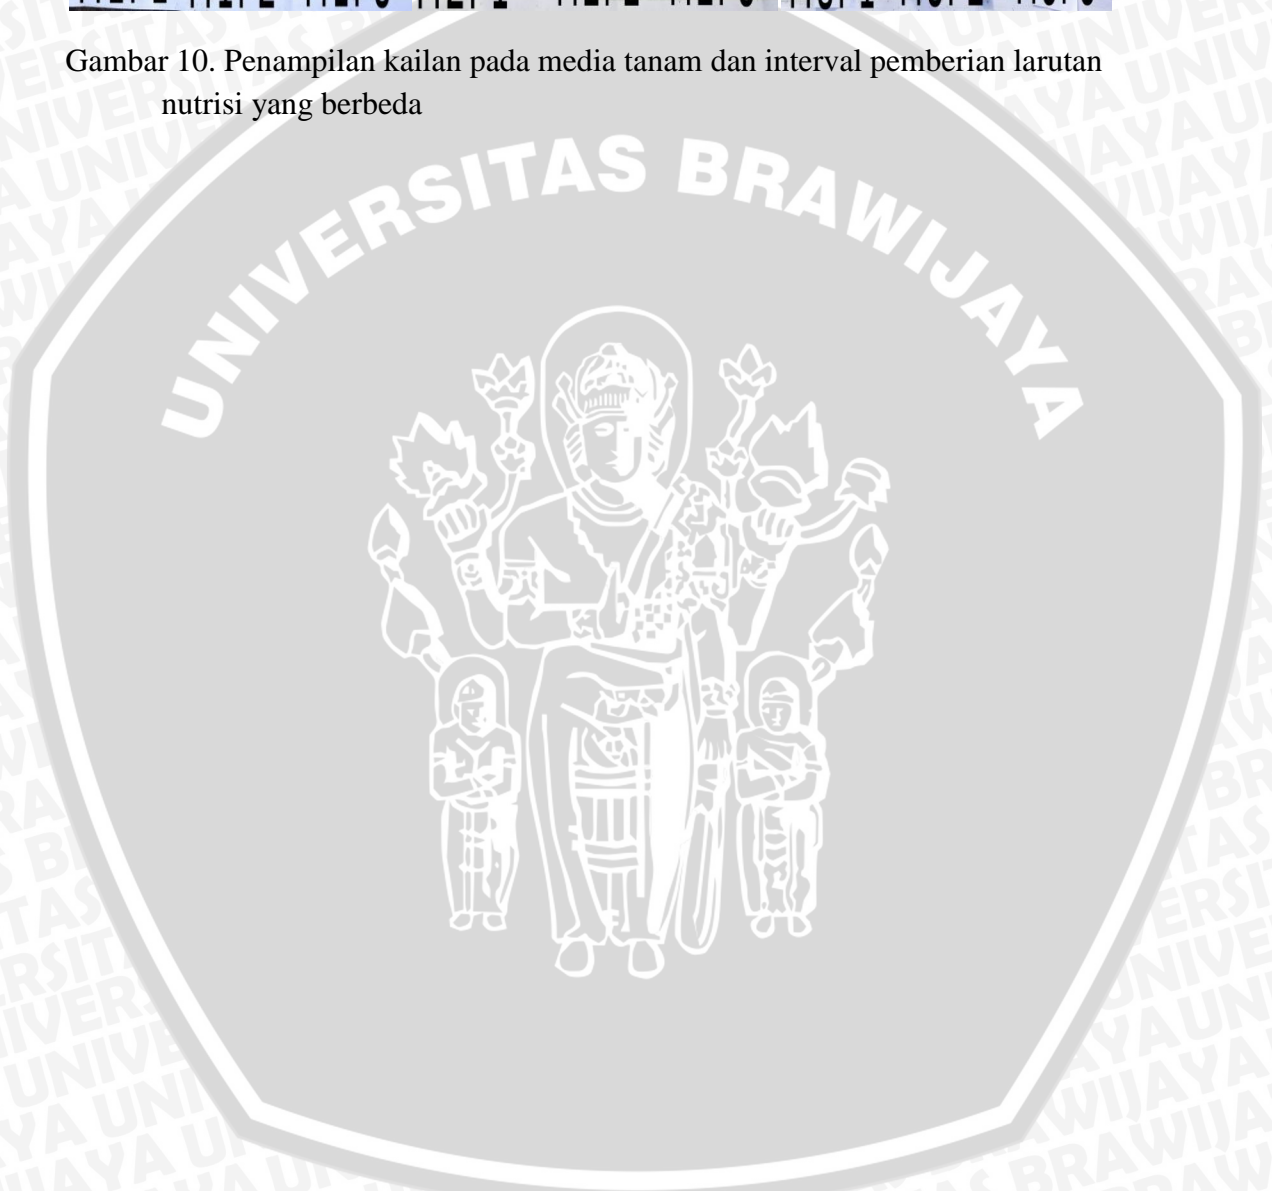 Gambar 10. Penampilan kailan pada media tanam dan interval pemberian larutan
nutrisi yang berbeda
UNIVERSITAS BRAWIJAYA